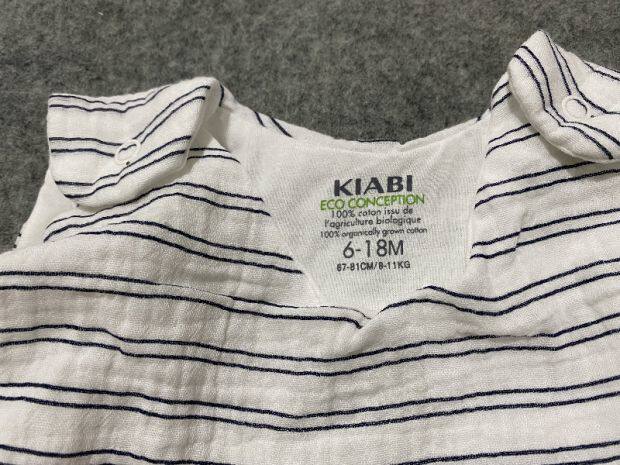 KIABI
ECO CONCEPTION
100% coton issu de
l'agriculture biologique
100% organically grown cotton
6-18M
67-81CM/8-11KG